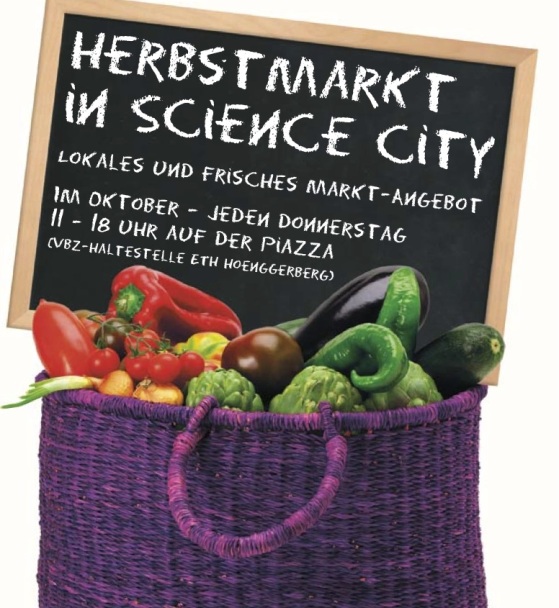 HERBSTMARKT
iN SCiENCE CiTY
LOKALES UND FRiSCHES MARKT-ANGEBOT
IM OKTOBER - JEDEN DONNERSTAG
11 - 18 UHR AUF DER PiAZZA
(VBZ-HALTESTELLE ETH HOENGGERBERG)